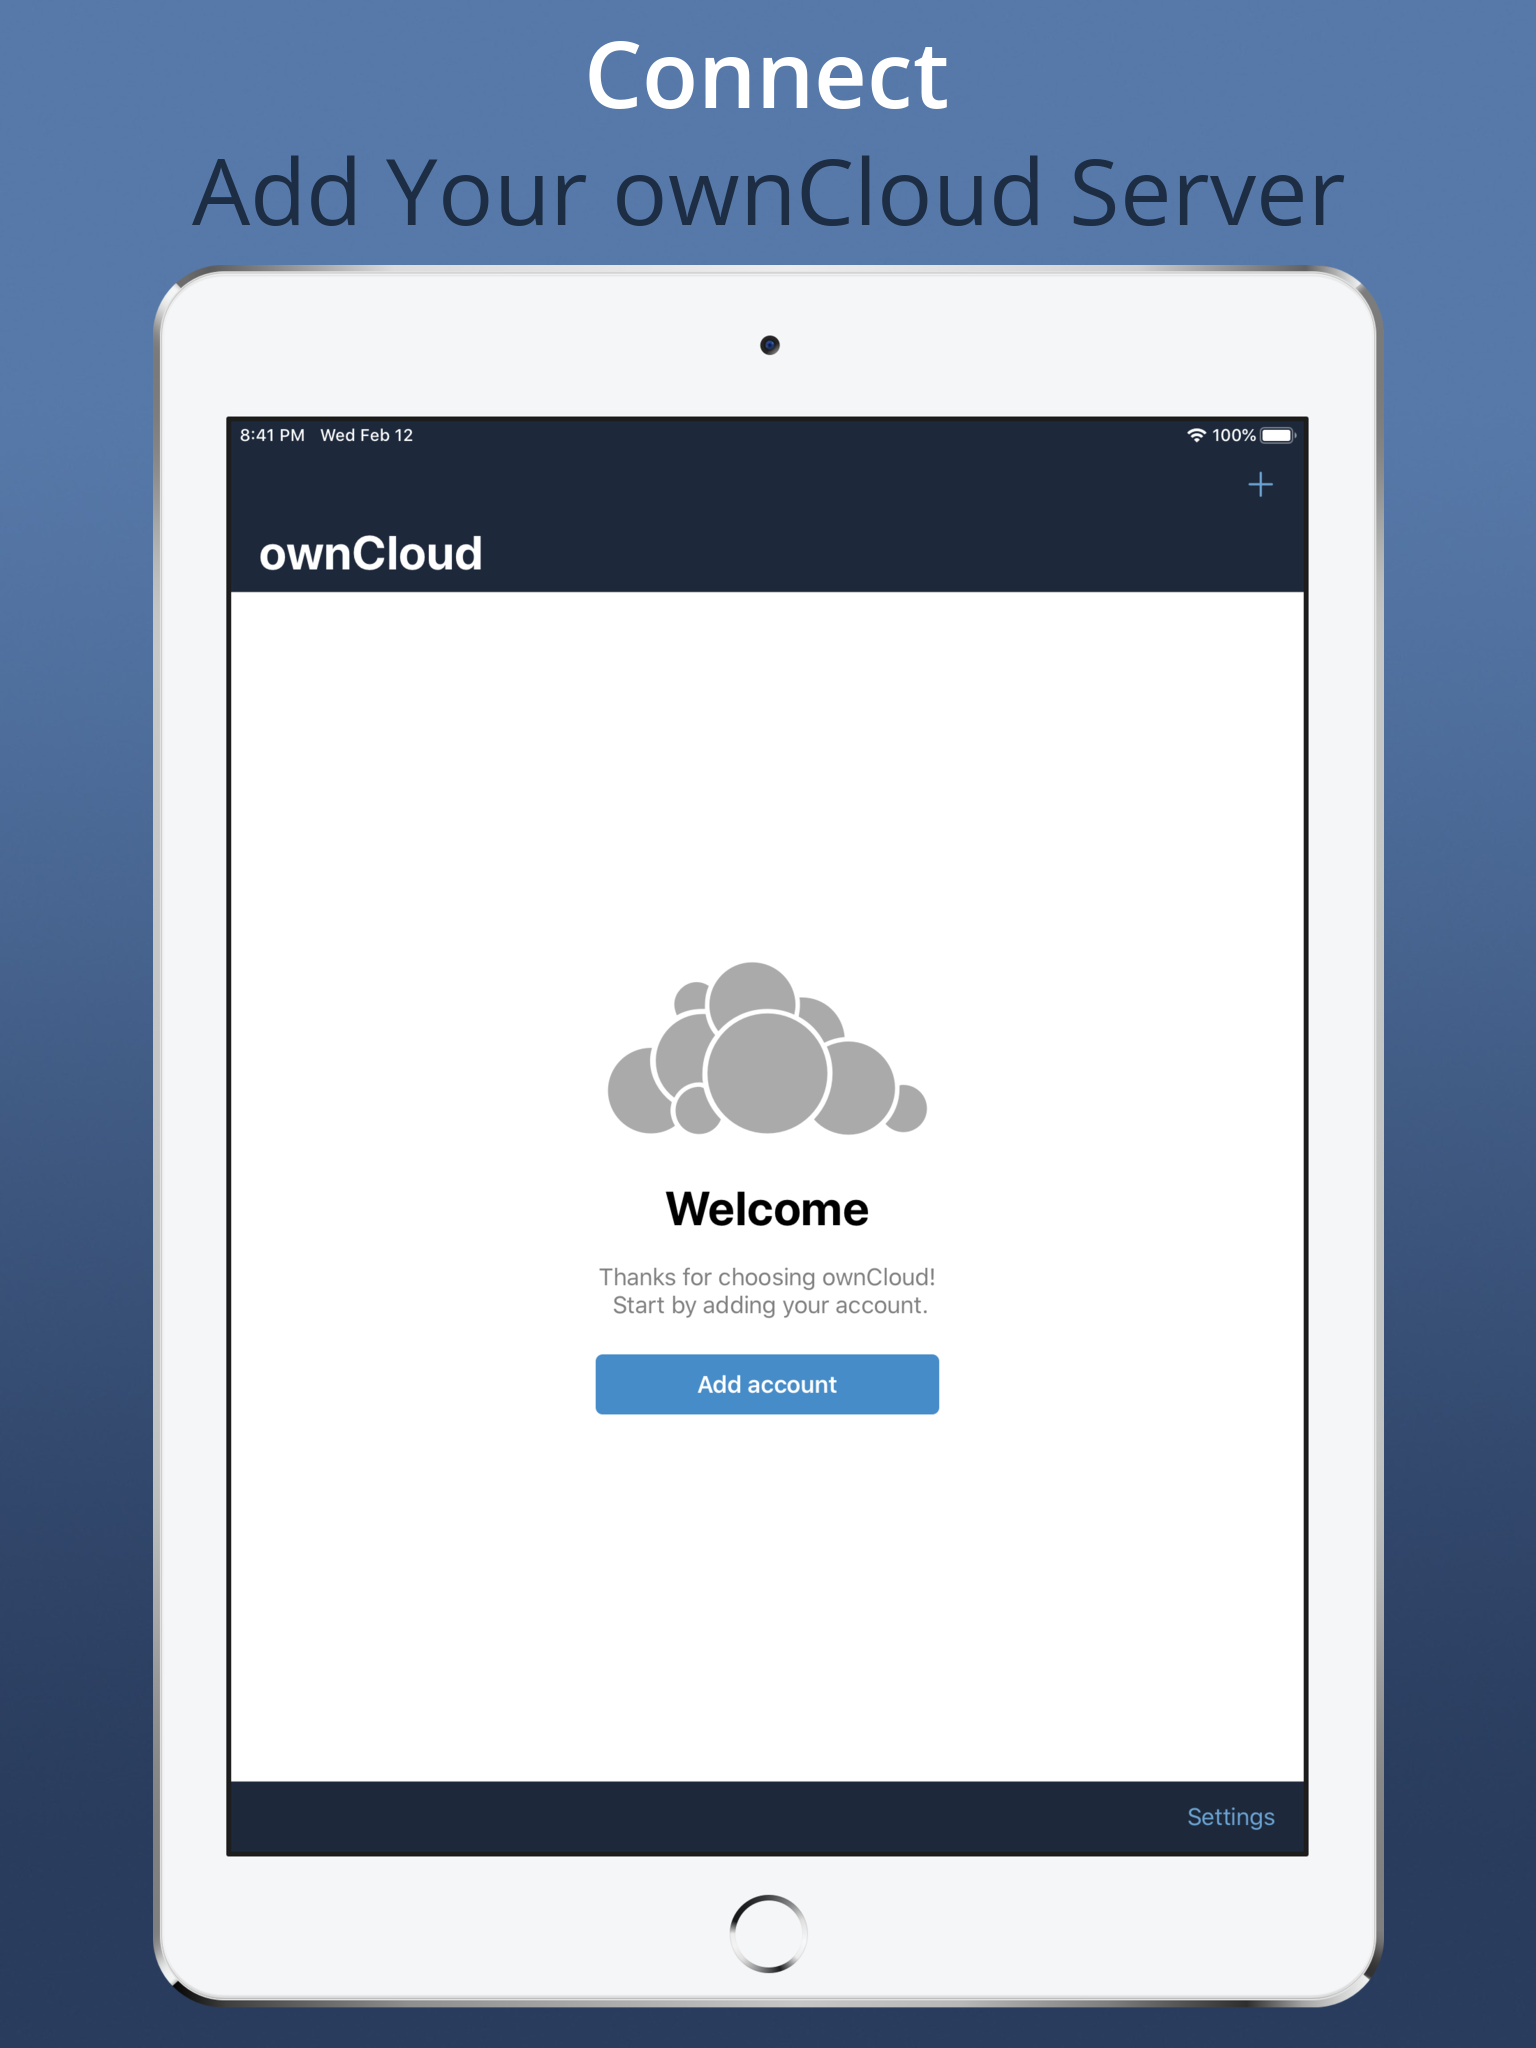 Connect
Add Your ownCloud Server
8:41 PM Wed Feb 12
100%
ownCloud
Welcome
Thanks for choosing ownCloud!
Start by adding your account.
Add account
Settings